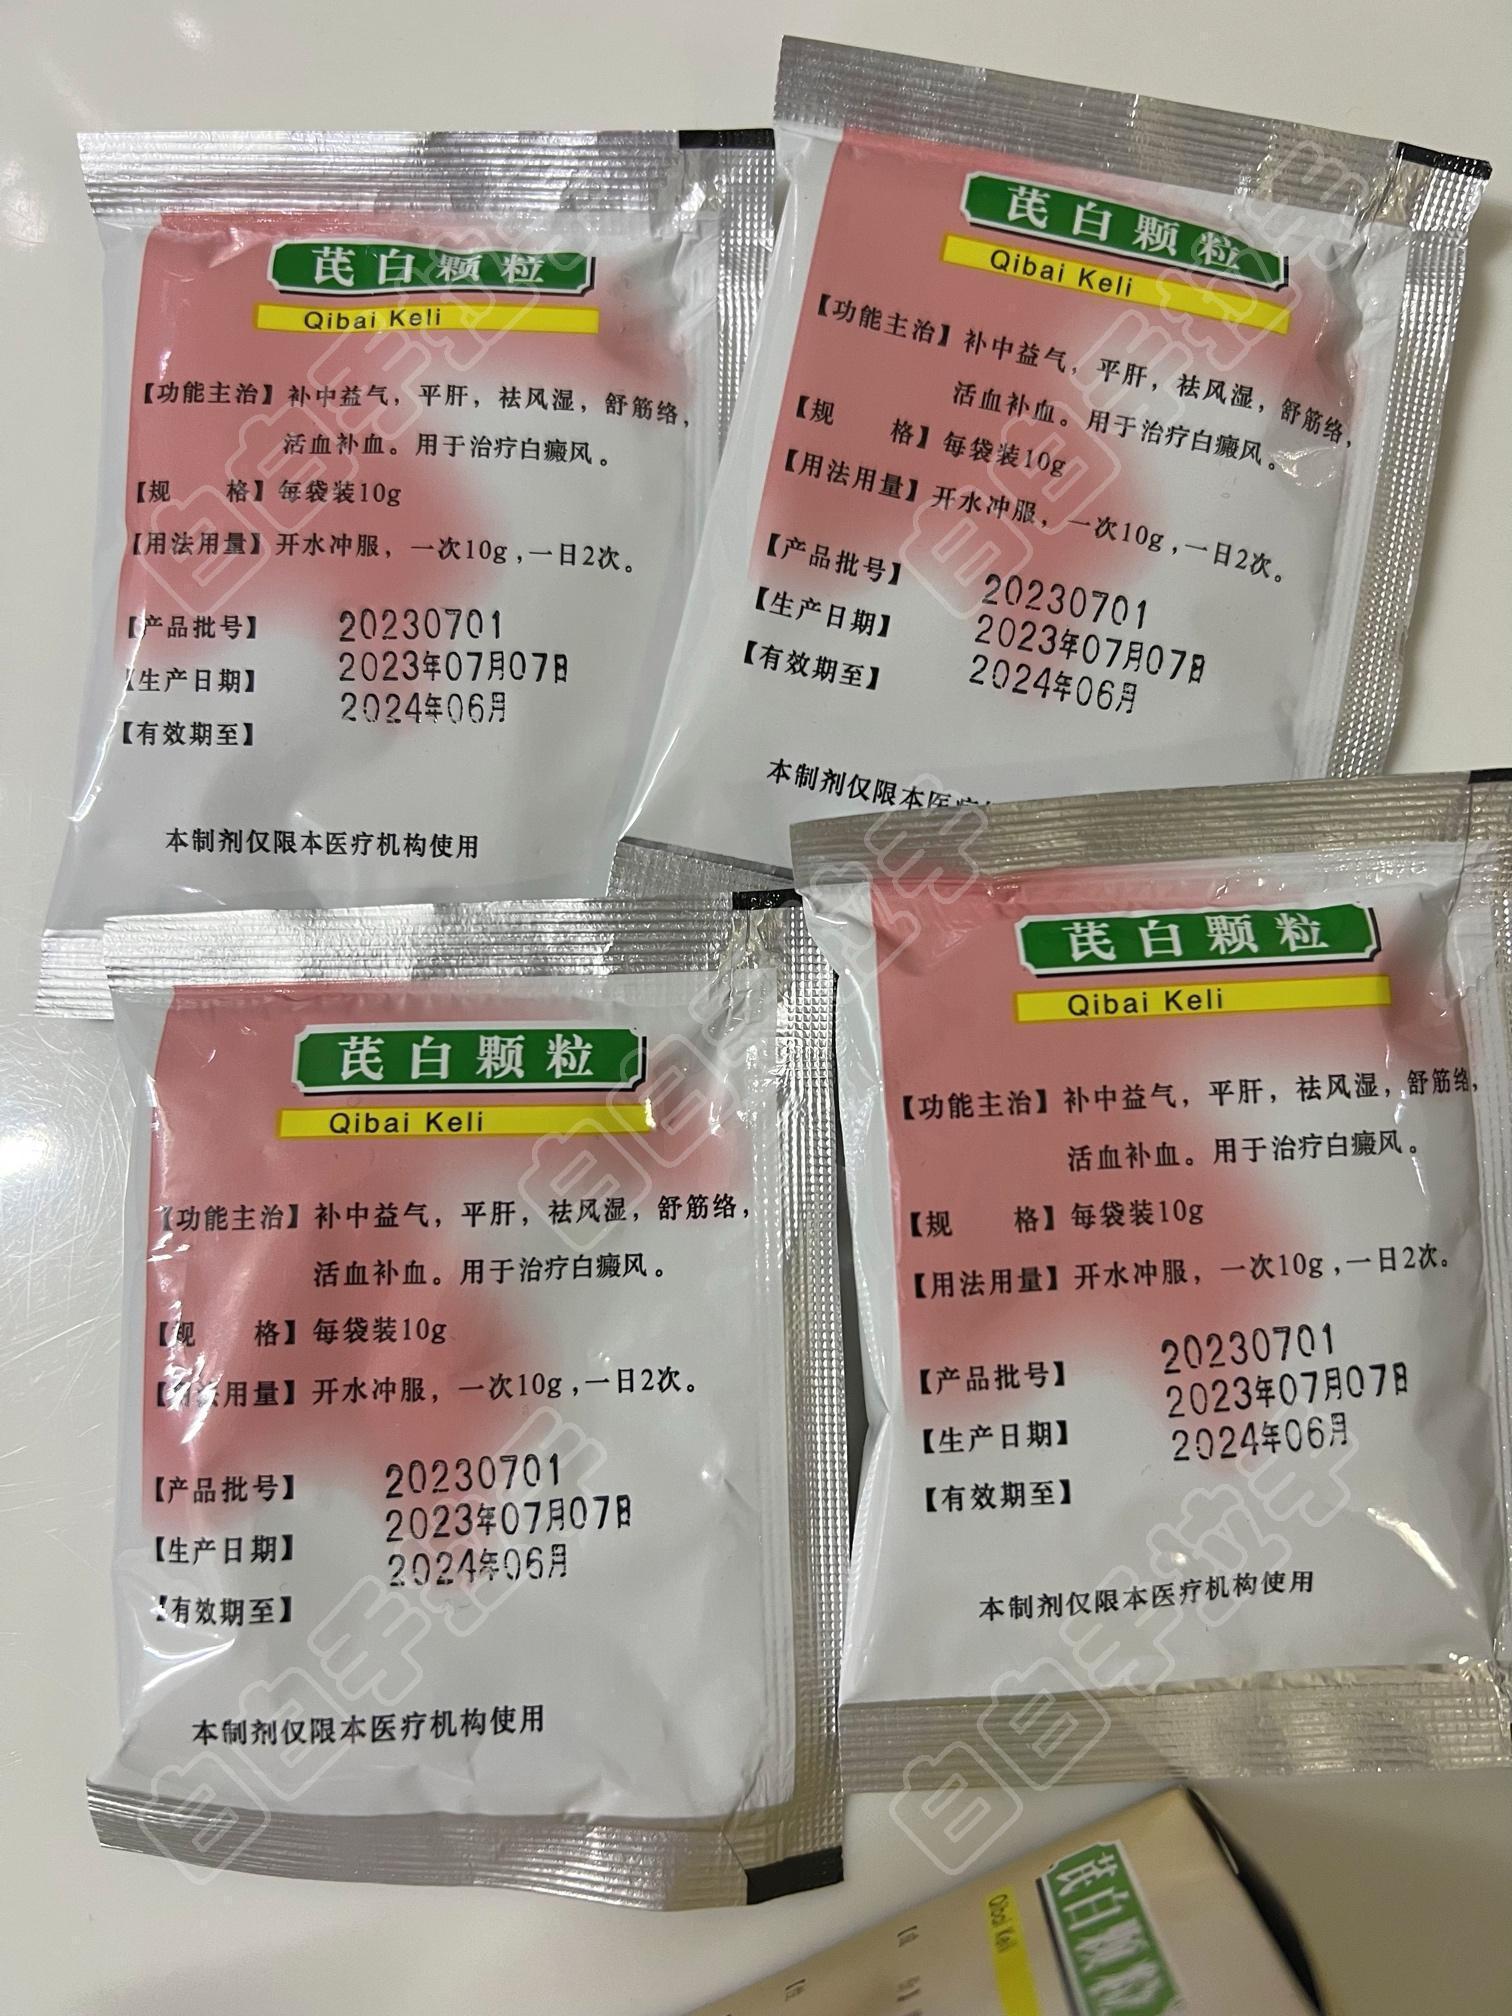 芪白颗粒
Qibai Keli
【功能主治】补中益气，平肝，祛风湿，舒筋络，
活血补血。用于治疗白癜风。
【规 格】每袋装10g
【用法用量】开水冲服，一次10g，一日2次。
【产品批号】 20230701
【生产日期】 2023年07月07日
【有效期至】 2024年06月
本制剂仅限本医疗机构使用
芪白颗粒
Qibai Keli
【功能主治】补中益气，平肝，祛风湿，舒筋络，
活血补血。用于治疗白癜风。
【规 格】每袋装10g
【用法用量】开水冲服，一次10g，一日2次。
【产品批号】 20230701
【生产日期】 2023年07月07日
【有效期至】 2024年06月
本制剂仅限本医疗
芪白颗粒
Qibai Keli
【功能主治】补中益气，平肝，祛风湿，舒筋络，
活血补血。用于治疗白癜风。
【规 格】每袋装10g
【用法用量】开水冲服，一次10g，一日2次。
【产品批号】 20230701
【生产日期】 2023年07月07日
【有效期至】 2024年06月
本制剂仅限本医疗机构使用
芪白颗粒
Qibai Keli
【功能主治】补中益气，平肝，祛风湿，舒筋络，
活血补血。用于治疗白癜风。
【规 格】每袋装10g
【用法用量】开水冲服，一次10g，一日2次。
【产品批号】 20230701
【生产日期】 2023年07月07日
【有效期至】 2024年06月
本制剂仅限本医疗机构使用
芪白颗粒
Qibai Keli